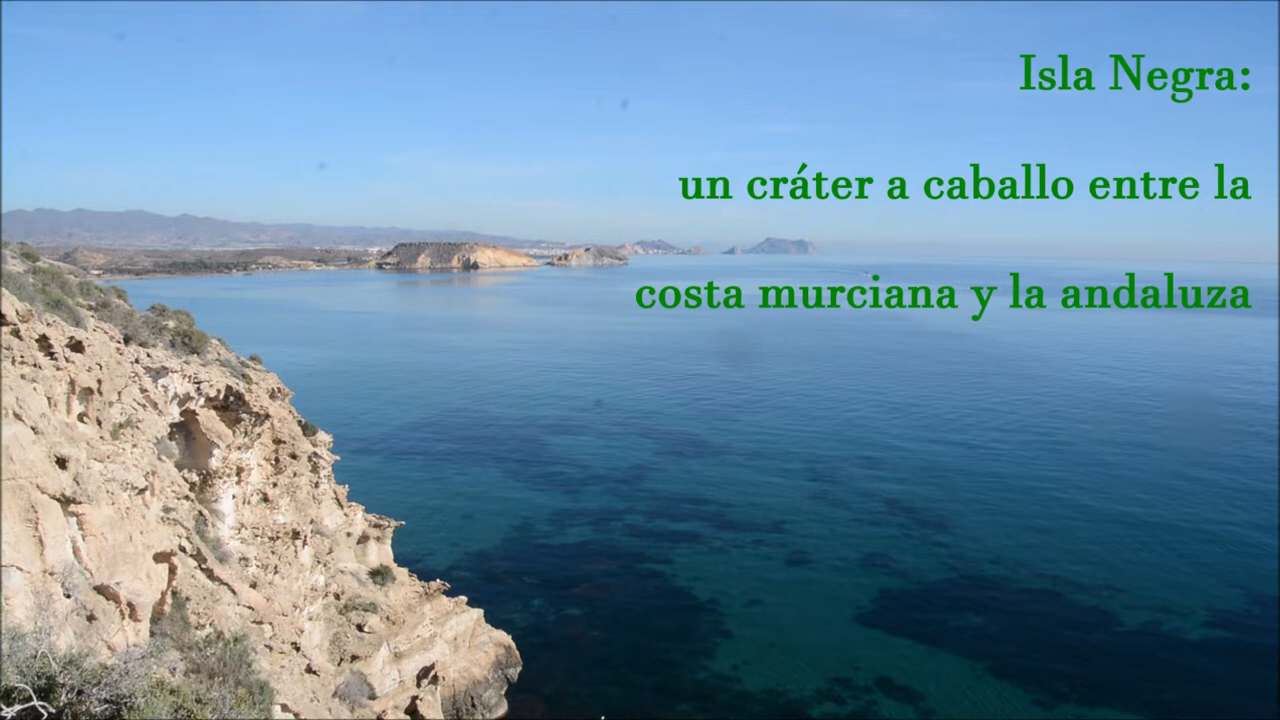 Isla Negra:
un cráter a caballo entre la
costa murciana y la andaluza